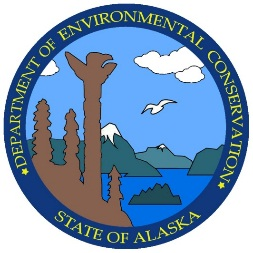 DEPARTMENT OF ENVIRONMENTAL CONSERVATION
STATE OF ALASKA